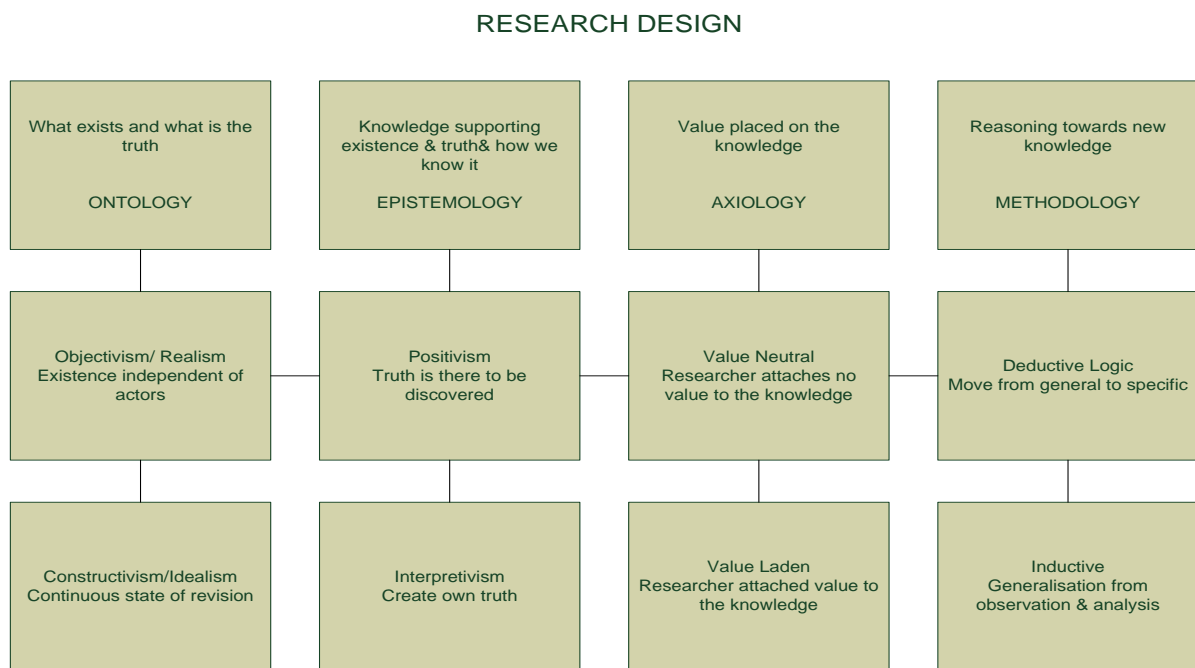 RESEARCH DESIGN
What exists and what is the
truth
ONTOLOGY
Knowledge supporting
existence & truth& how we
know it
EPISTEMOLOGY
Value placed on the
knowledge
AXIOLOGY
Reasoning towards new
knowledge
METHODOLOGY
Objectivism/ Realism
Existence independent of
actors
Positivism
Truth is there to be
discovered
Value Neutral
Researcher attaches no
value to the knowledge
Deductive Logic
Move from general to specific
Constructivism/Idealism
Continuous state of revision
Interpretivism
Create own truth
Value Laden
Researcher attached value to
the knowledge
Inductive
Generalisation from
observation & analysis